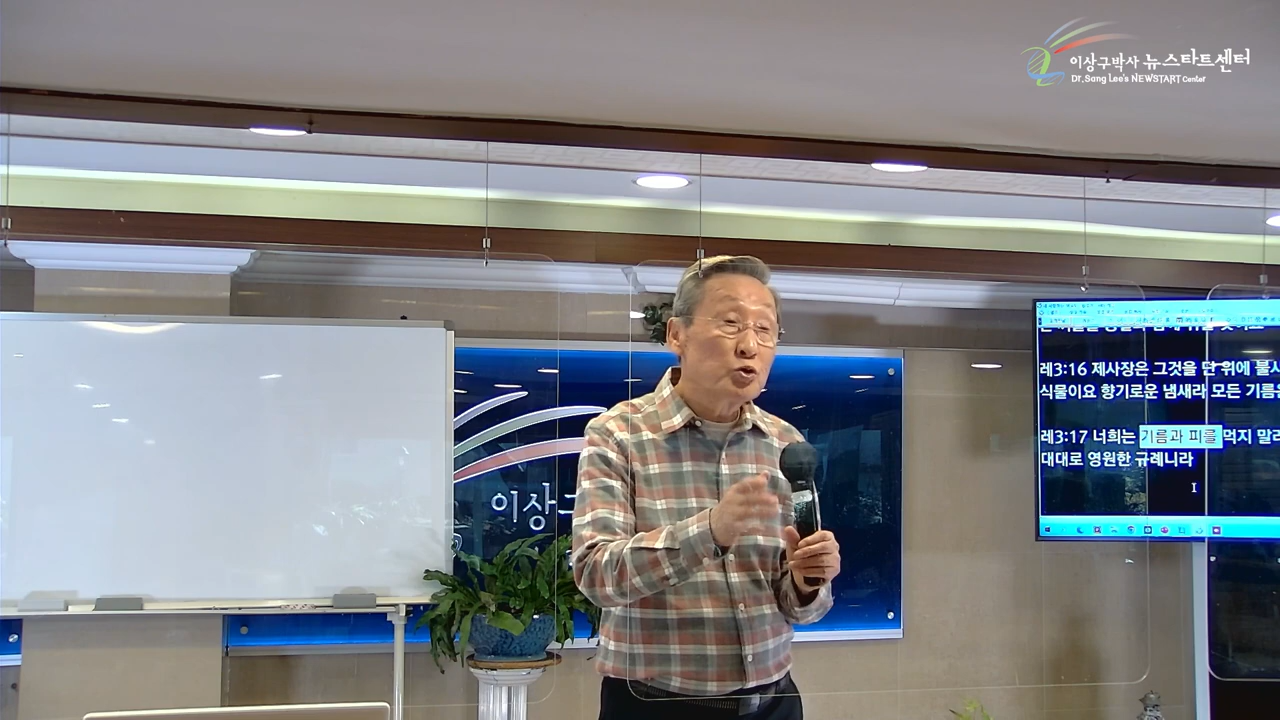 이상구박사 뉴스타트센터
Dr. Sang Lee's NEWSTART Center
레3:16 제사장은 그것을 단 위에 불사
식물이요 향기로운 냄새라 모든 기름은
레3:17 너희는 기름과 피를 먹지 말라
대대로 영원한 규례니라
이상구